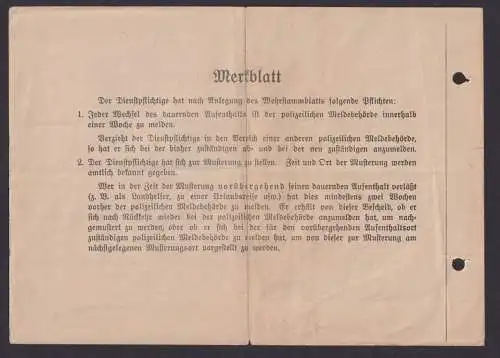 Merkblatt
Der Dienstpflichtige hat nach Anlegung des Wehrstammblatts folgende Pflichten:
1. Jeder Wechsel des dauernden Aufenthalts ist der polizeilichen Meldebehörde innerhalb
einer Woche zu melden.
Verzieht der Dienstpflichtige in den Bereich einer anderen polizeilichen Meldebehörde,
so hat er sich bei der bisher zuständigen ab- und bei der neu zuständigen anzumelden.
2. Der Dienstpflichtige hat sich zur Musterung zu stellen. Zeit und Ort der Musterung werden
amtlich bekannt gegeben.
Wer in der Zeit der Musterung vorübergehend seinen dauernden Aufenthalt verläßt
(z. B. als Landhelfer, zu einer Urlaubsreise usw.) hat dies mindestens zwei Wochen
vorher der polizeilichen Meldebehörde zu melden. Er erhält von dieser Bescheid, ob er
sich nach Rückkehr wieder bei der polizeilichen Meldebehörde anzumelden hat, um nach-
gemustert zu werden, oder ob er sich bei der für den vorübergehenden Aufenthaltsort
zuständigen polizeilichen Meldebehörde zu melden hat, um von dieser zur Musterung am
nächstgelegenen Musterungsort vorgestellt zu werden.